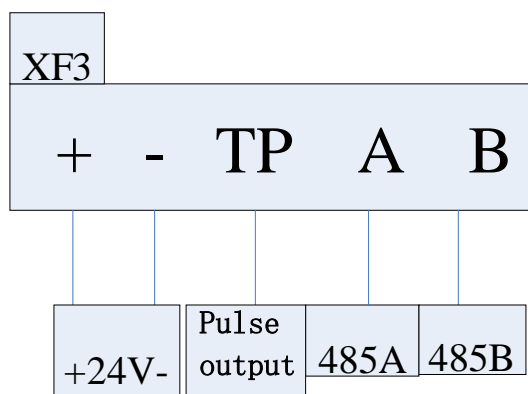 XF3
+ - TP A B
+24V-
Pulse
output
485A
485B